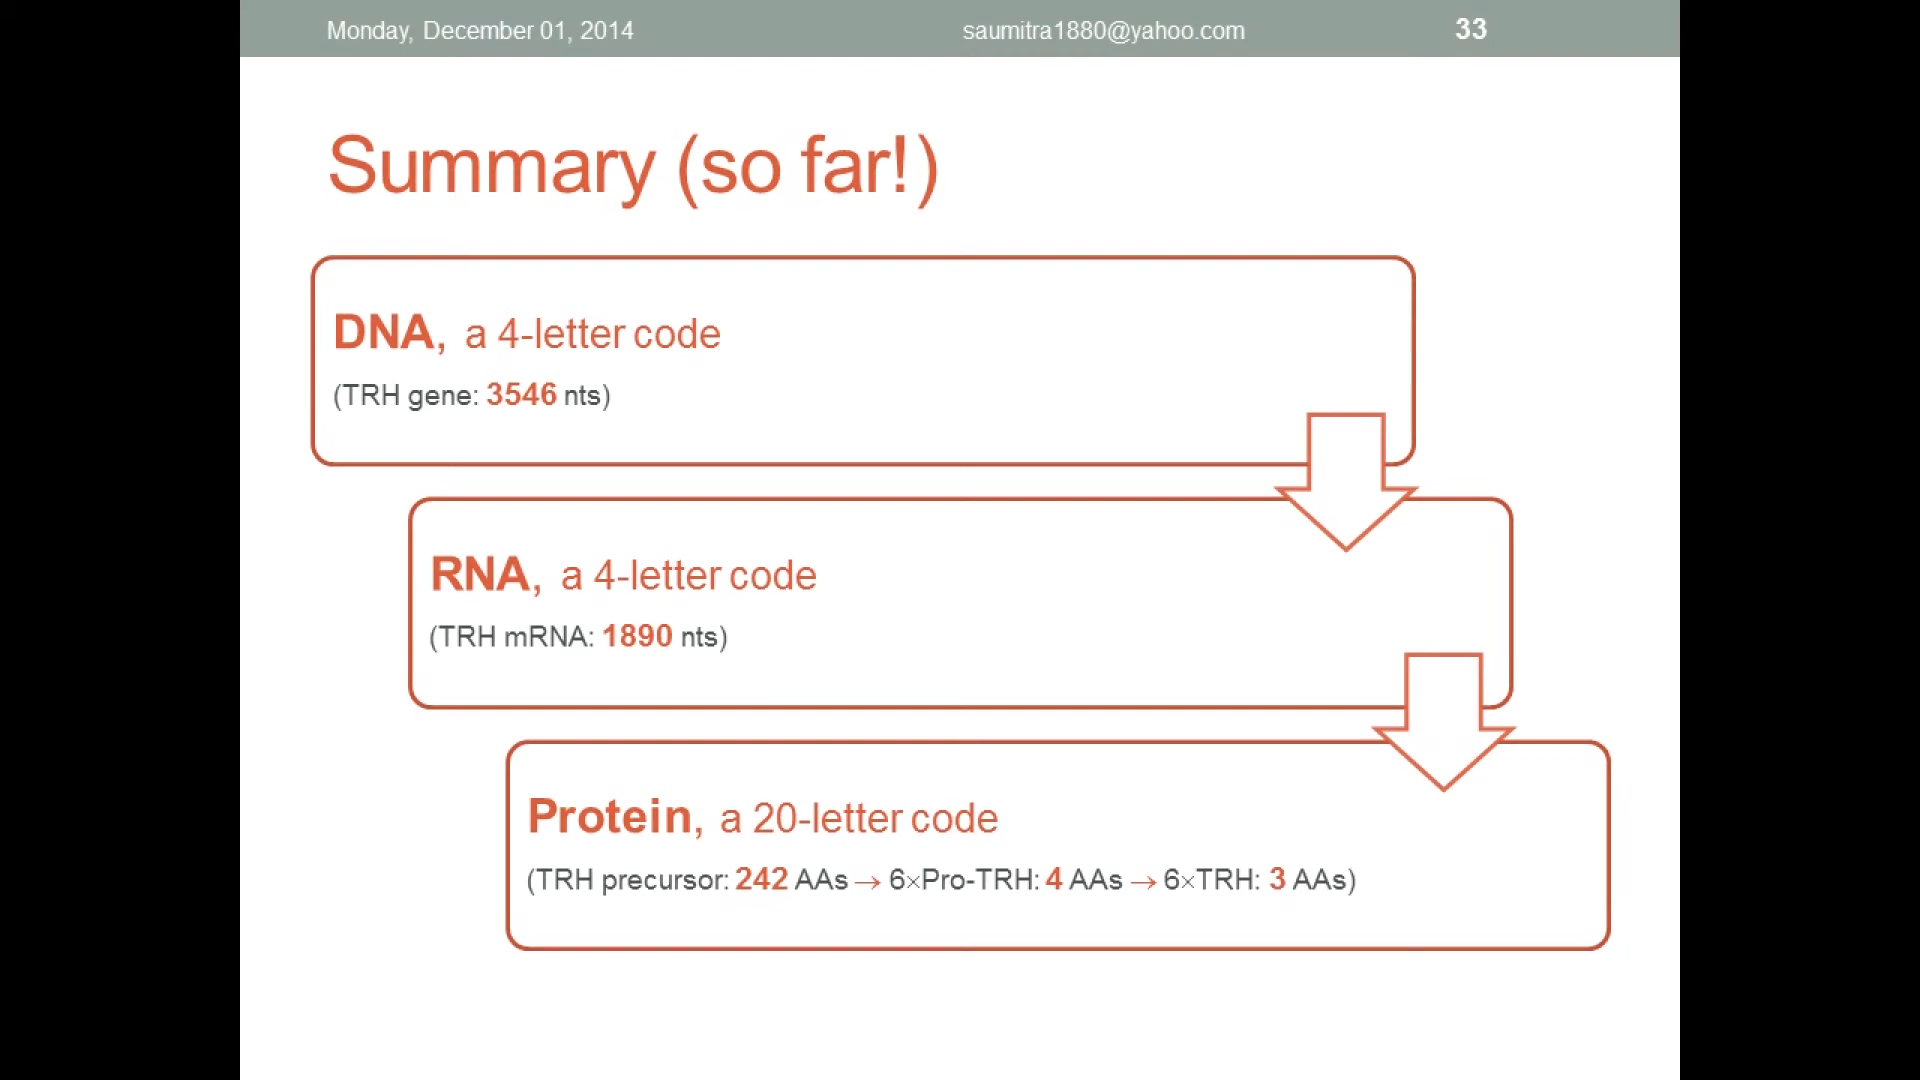 Monday, December 01, 2014 saumitra1880@yahoo.com 33
Summary (so far!)
DNA, a 4-letter code
(TRH gene: 3546 nts)
RNA, a 4-letter code
(TRH mRNA: 1890 nts)
Protein, a 20-letter code
(TRH precursor: 242 AAs → 6×Pro-TRH: 4 AAs → 6×TRH: 3 AAs)